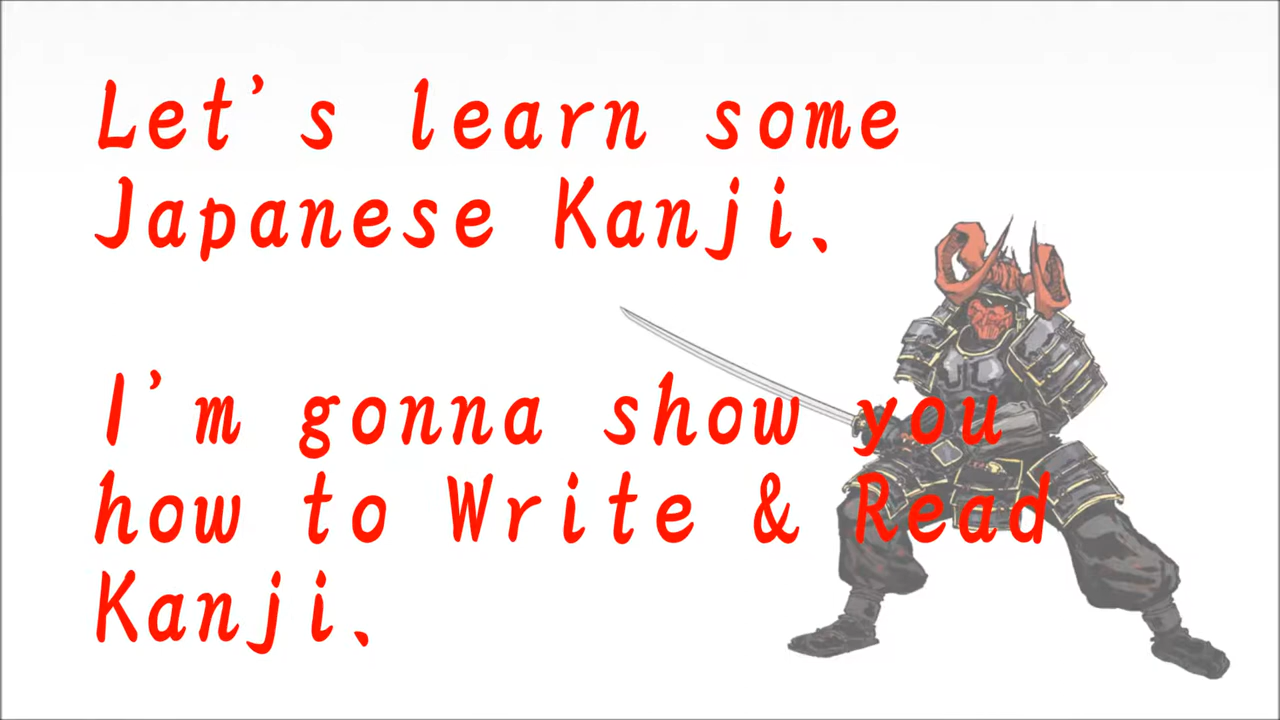 Let's learn some
Japanese Kanji、
I'm gonna show you
how to Write & Read
Kanji、